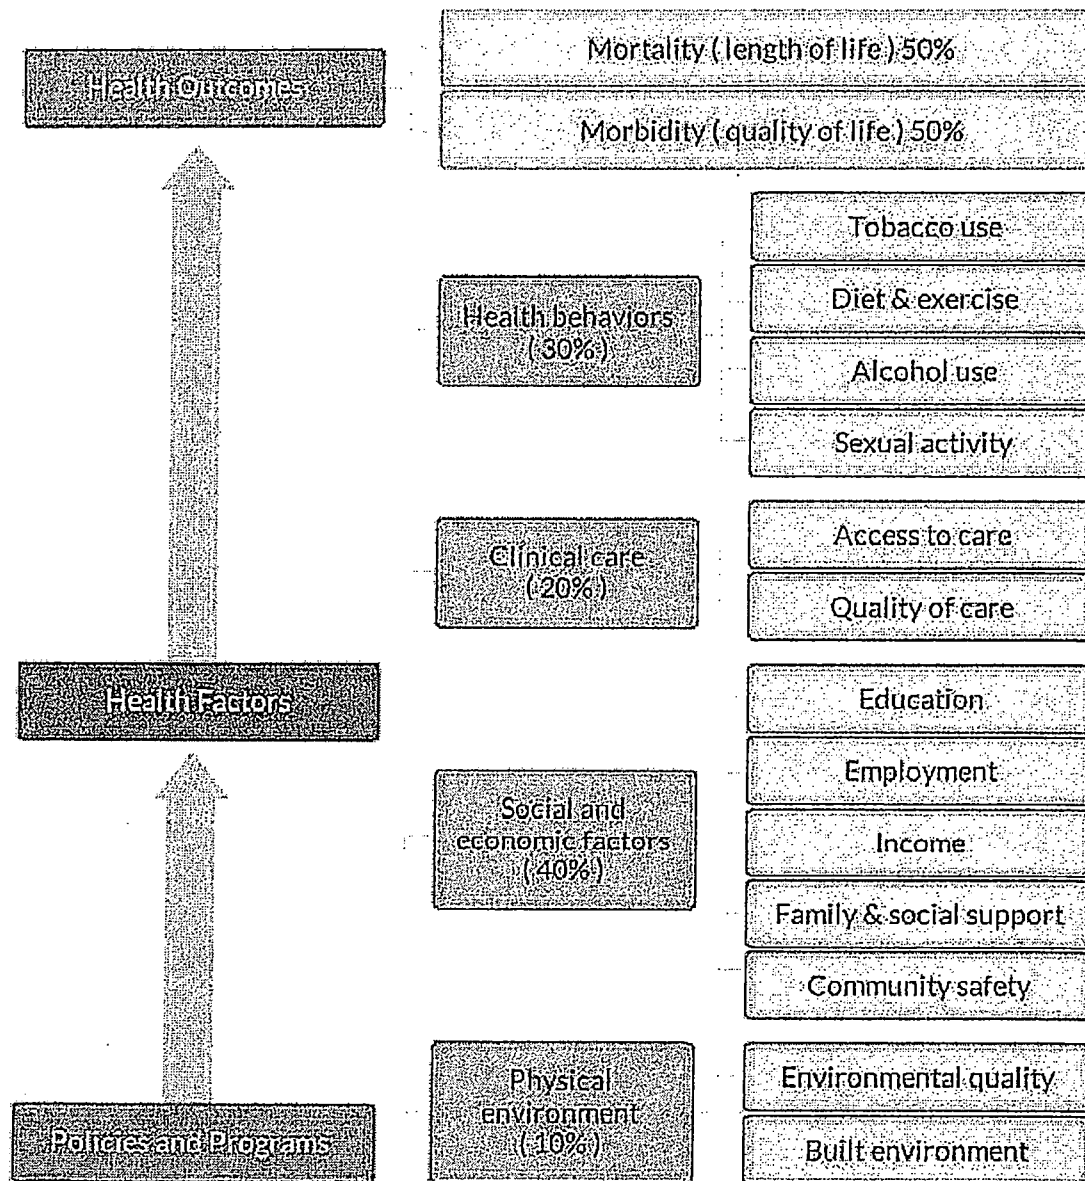 Health Outcomes
Mortality ( length of life ) 50%
Morbidity ( quality of life ) 50%
Health behaviors
( 30% )
Tobacco use
Diet & exercise
Alcohol use
Sexual activity
Clinical care
( 20% )
Access to care
Quality of care
Health Factors
Social and
economic factors
( 40% )
Education
Employment
Income
Family & social support
Community safety
Policies and Programs
Physical
environment
( 10% )
Environmental quality
Built environment